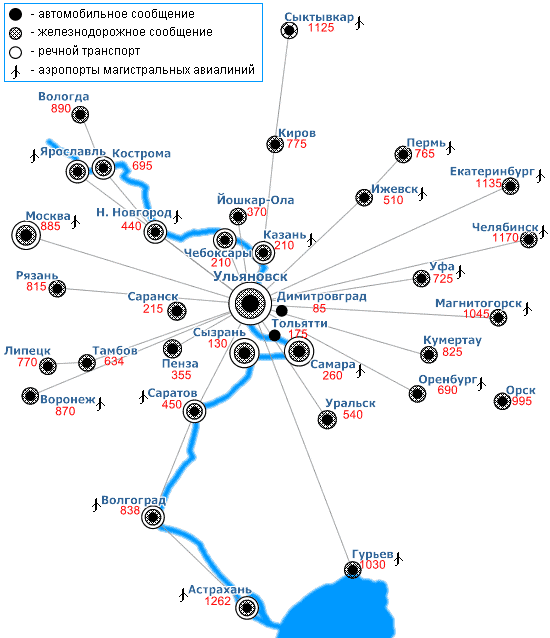 - автомобильное сообщение
- железнодорожное сообщение
- речной транспорт
- аэропорты магистральных авиалиний
Сыктывкар
1125
Вологда
890
Киров
775
Ярославль
Кострома
695
Пермь
765
Екатеринбург
1135
Ижевск
510
Йошкар-Ола
370
Москва
885
Н. Новгород
440
Казань
210
Чебоксары
210
Челябинск
1170
Уфа
725
Рязань
815
Ульяновск
Саранск
215
Димитровград
85
Магнитогорск
1045
Тольятти
175
Сызрань
130
Кумертау
825
Липецк
770
Тамбов
634
Пенза
355
Самара
260
Воронеж
870
Саратов
450
Оренбург
690
Орск
995
Уральск
540
Волгоград
838
Гурьев
1030
Астрахань
1262